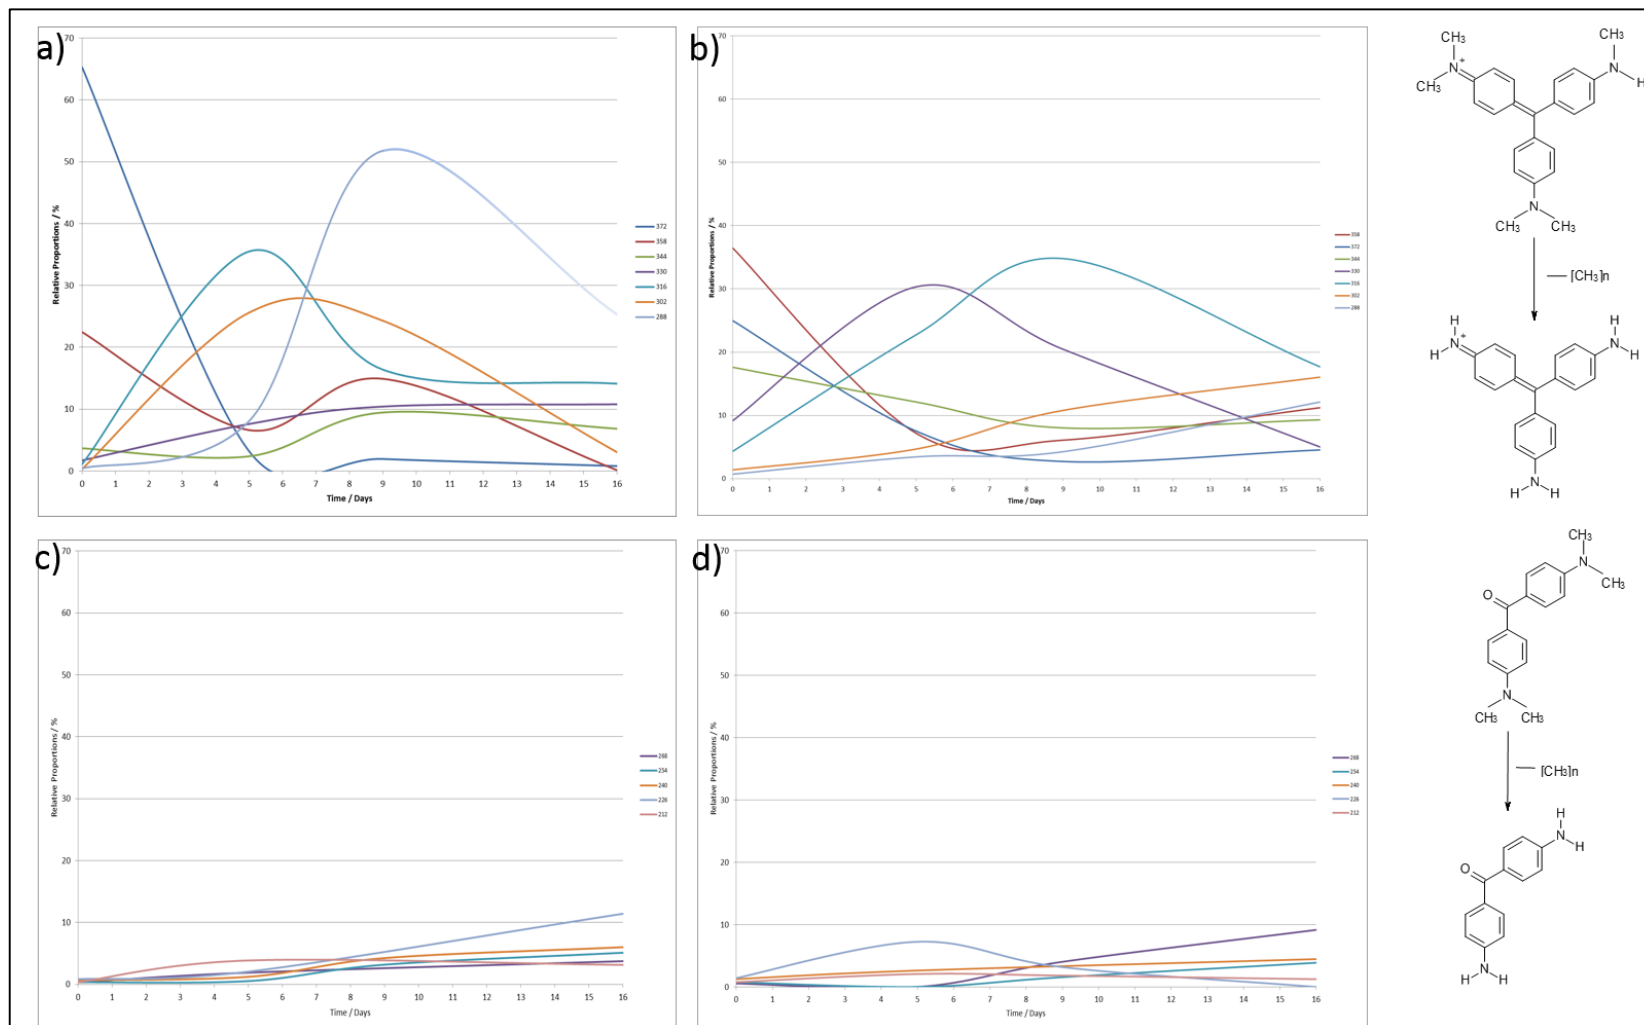 a)
70
60
50
40
30
20
10
0
Relative Proportions / %
0 1 2 3 4 5 6 7 8 9 10 11 12 13 14 15 16
Time / Days
372
358
344
330
316
302
288
b)
70
60
50
40
30
20
10
0
Relative Proportions / %
0 1 2 3 4 5 6 7 8 9 10 11 12 13 14 15 16
Time / Days
358
372
344
330
316
302
288
CH3
N+
CH3
CH3
N
H
N
CH3 CH3
—[CH3]n
H
N+
H
H
N
H
N
H H
c)
70
60
50
40
30
20
10
0
Relative Proportions / %
0 1 2 3 4 5 6 7 8 9 10 11 12 13 14 15 16
Time / Days
268
254
240
226
212
d)
70
60
50
40
30
20
10
0
Relative Proportions / %
0 1 2 3 4 5 6 7 8 9 10 11 12 13 14 15 16
Time / Days
268
254
240
226
212
CH3
N
CH3
O
N
CH3 CH3
—[CH3]n
H
N
H
O
N
H H